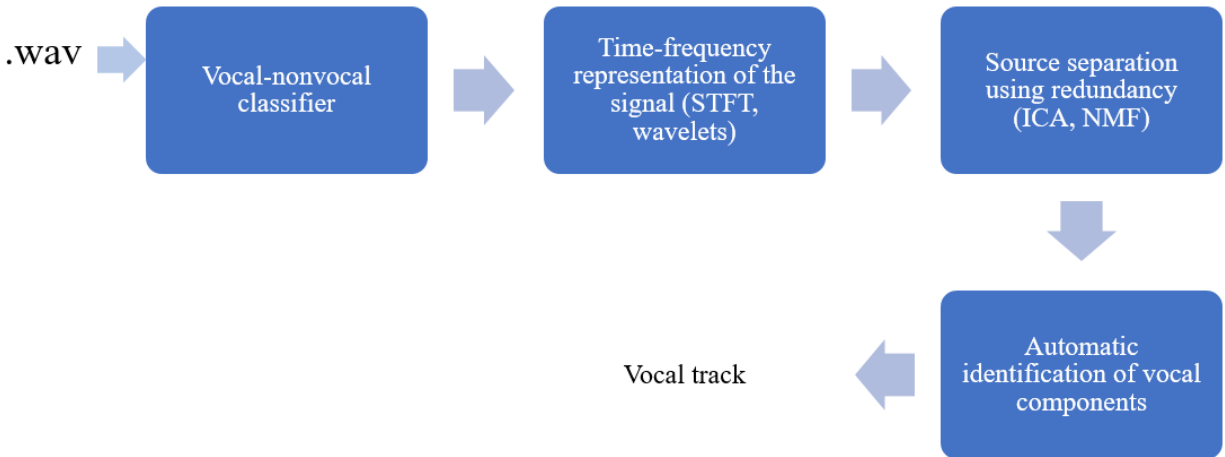 .wav
Vocal-nonvocal
classifier
Time-frequency
representation of the
signal (STFT,
wavelets)
Source separation
using redundancy
(ICA, NMF)
Automatic
identification of vocal
components
Vocal track